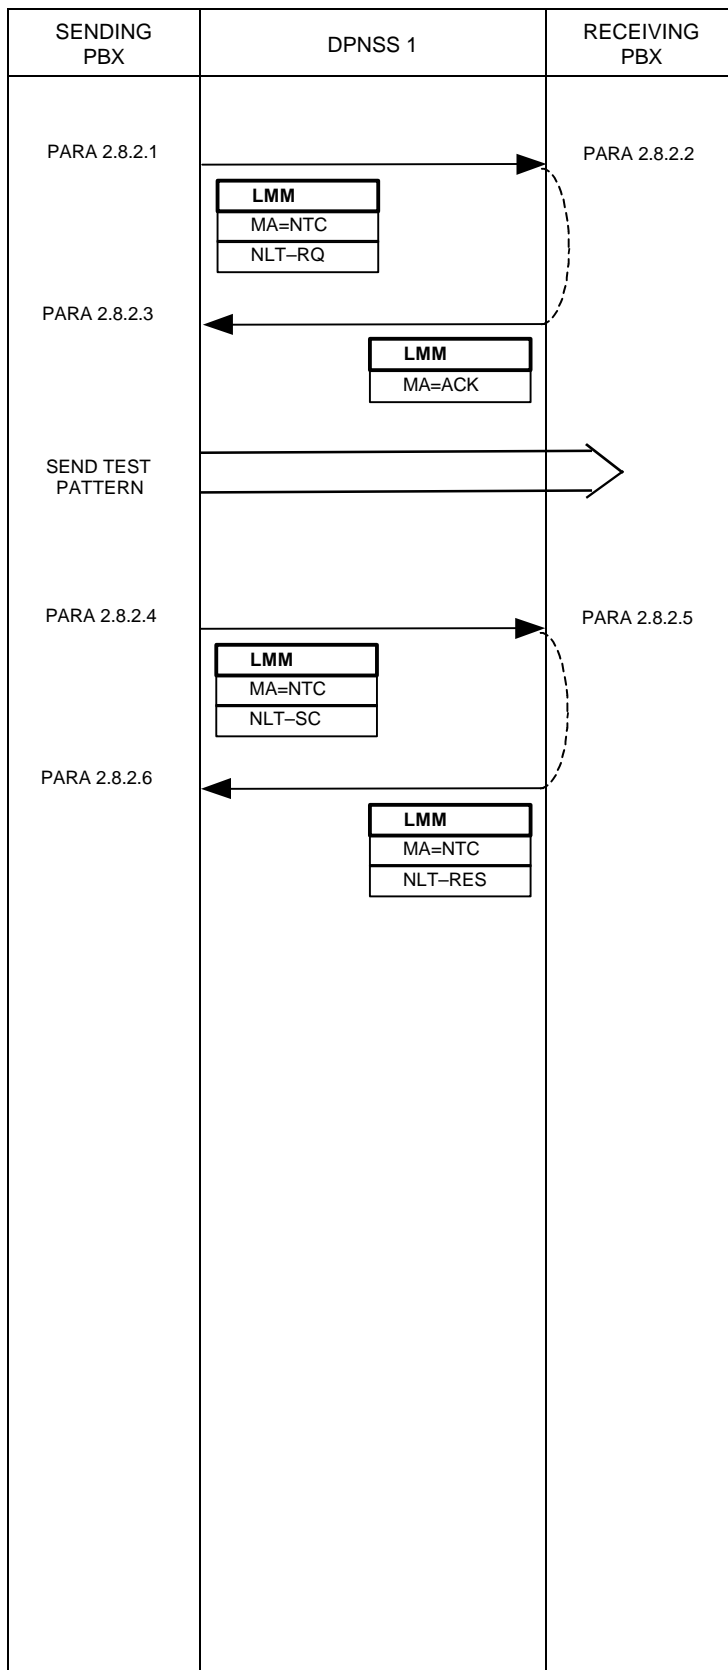 SENDING
PBX
DPNSS 1
RECEIVING
PBX
PARA 2.8.2.1
PARA 2.8.2.2
LMM
MA=NTC
NLT–RQ
PARA 2.8.2.3
LMM
MA=ACK
SEND TEST
PATTERN
PARA 2.8.2.4
PARA 2.8.2.5
LMM
MA=NTC
NLT–SC
PARA 2.8.2.6
LMM
MA=NTC
NLT–RES